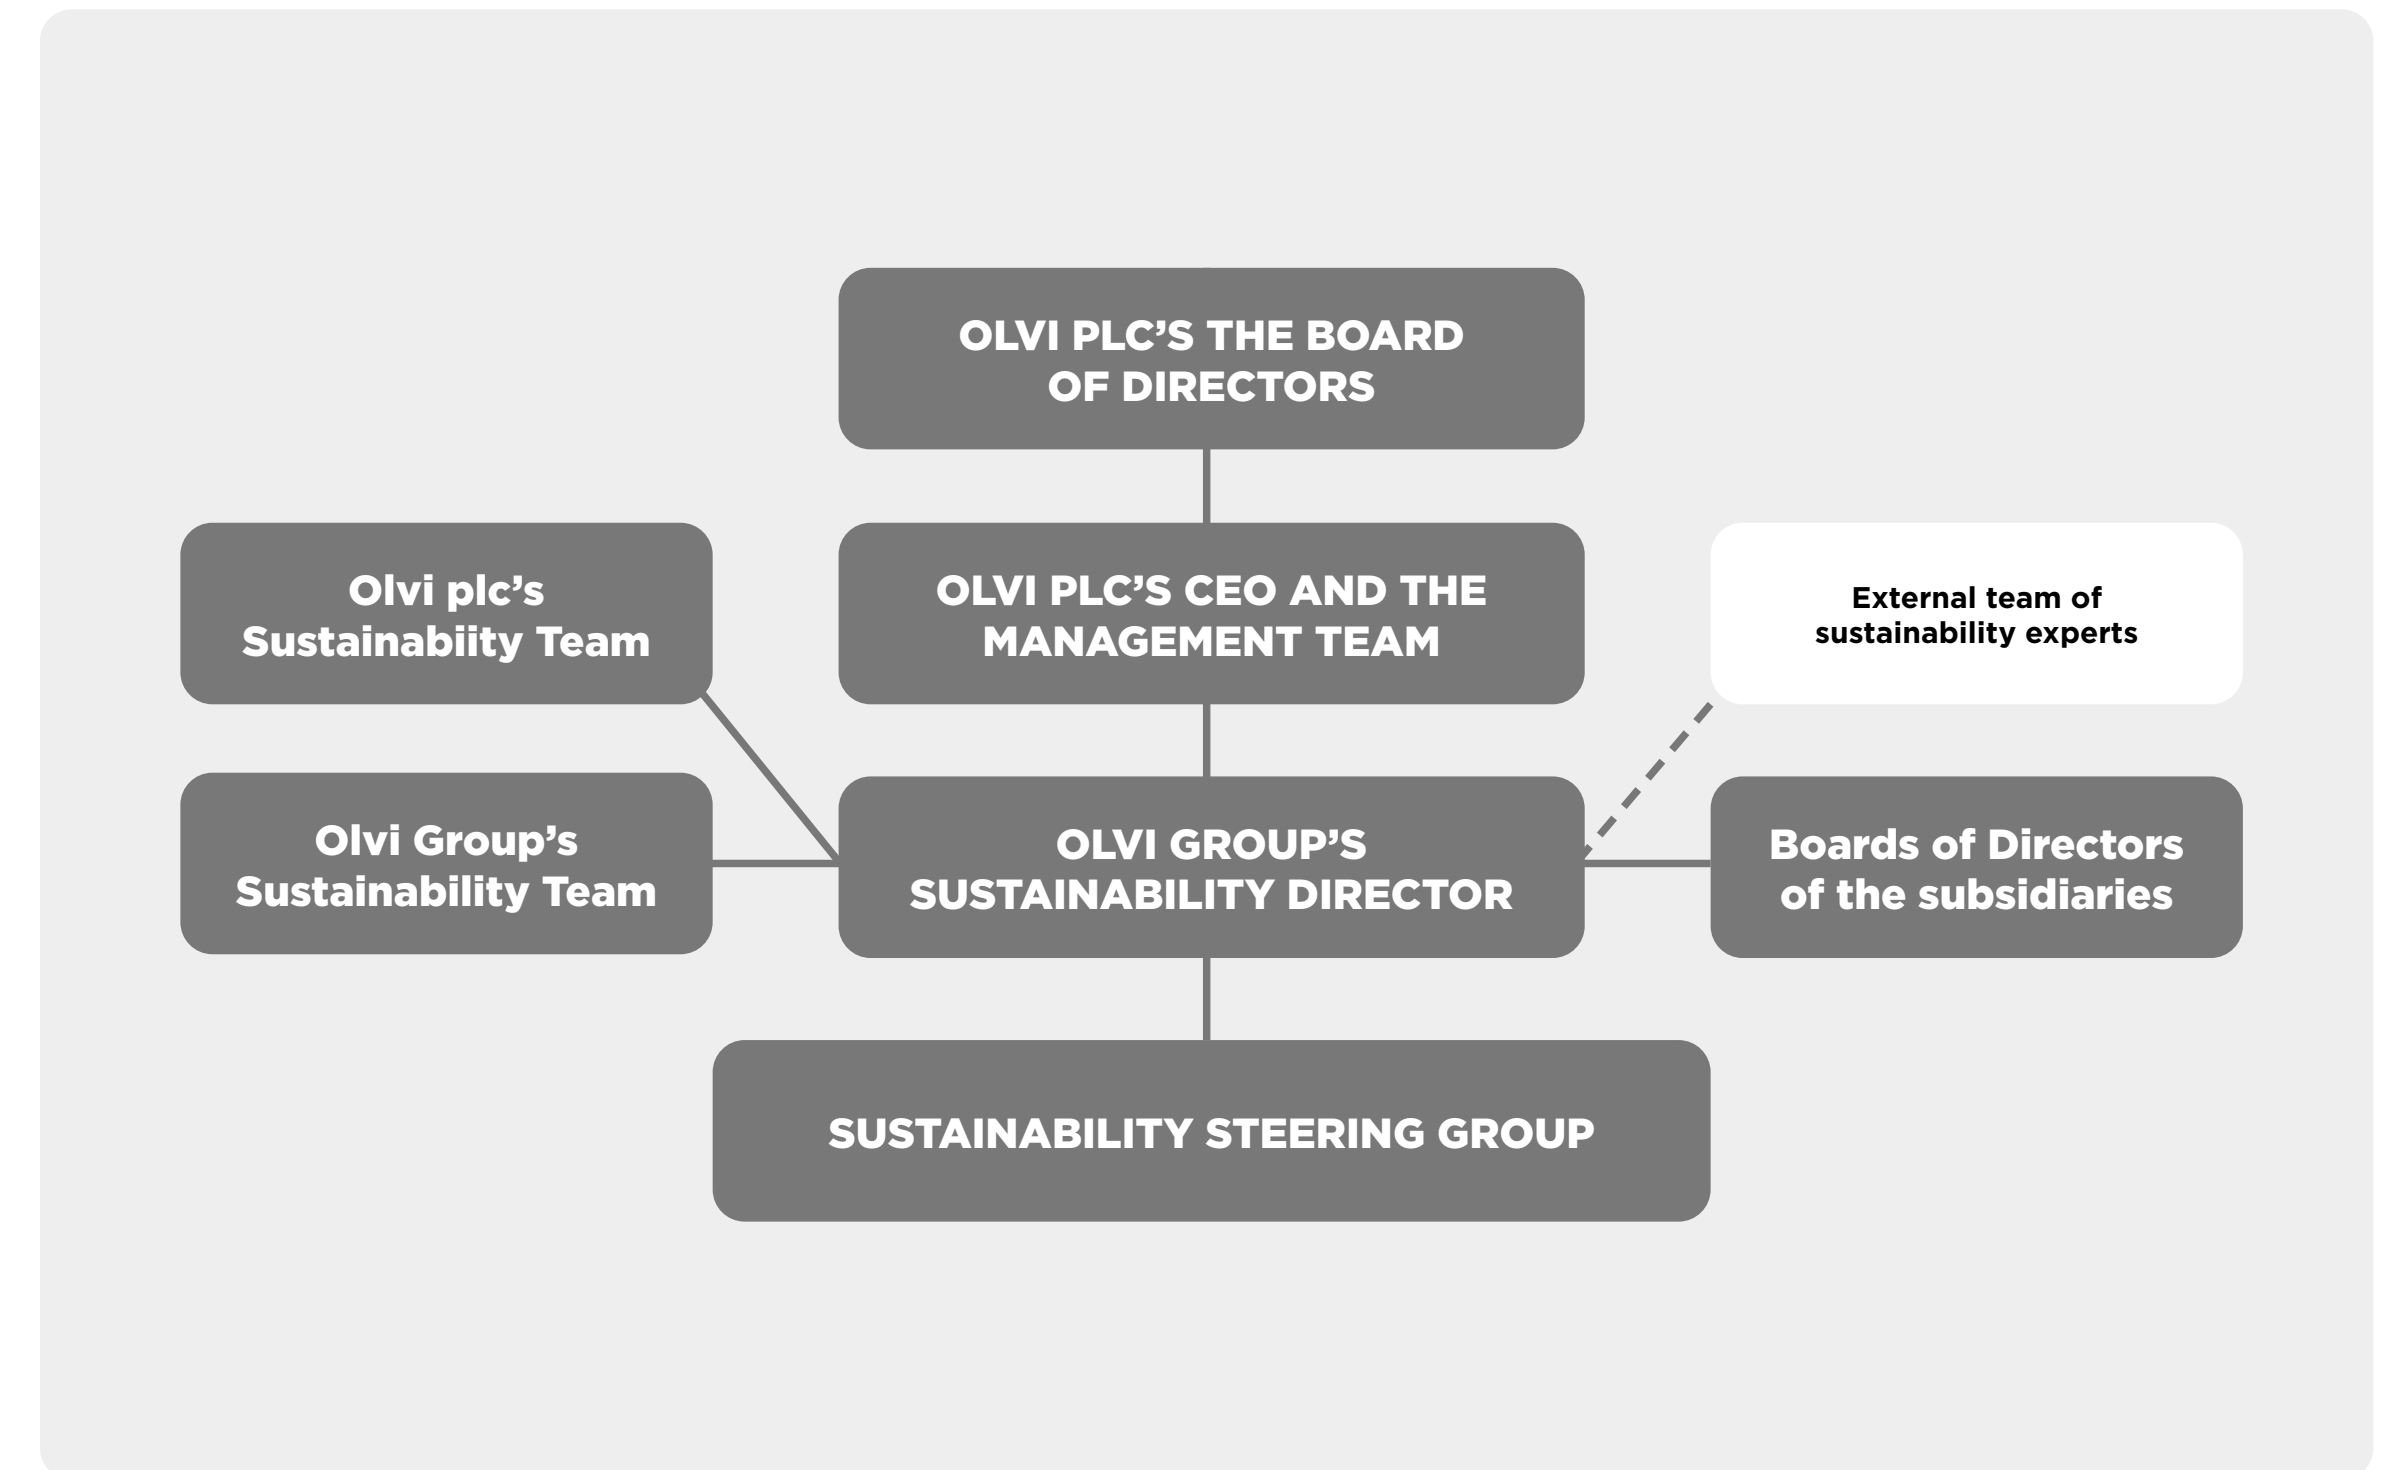 OLVI PLC’S THE BOARD
OF DIRECTORS
Olvi plc’s
Sustainabiity Team
OLVI PLC’S CEO AND THE
MANAGEMENT TEAM
External team of
sustainability experts
Olvi Group’s
Sustainability Team
OLVI GROUP’S
SUSTAINABILITY DIRECTOR
Boards of Directors
of the subsidiaries
SUSTAINABILITY STEERING GROUP